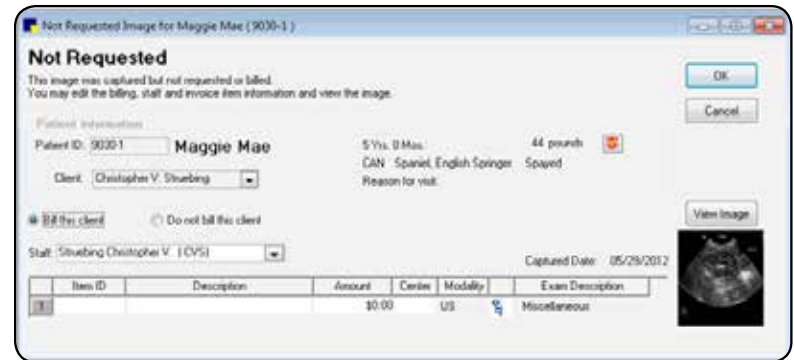 Not Requested Image for Maggie Mae ( 9030-1 )
Not Requested
This image was captured but not requested or billed.
You may edit the billing, staff and invoice item information and view the image.
OK
Cancel
Patient Information
Patient ID: 9030-1 Maggie Mae 5 Yrs. 0 Mos. 44 pounds
CAN Spaniel, English Springer Spayed
Client: Christopher V. Struebing Reason for visit:
Bill this client Do not bill this client View Image
Staff: Struebing Christopher V. (CVS) Captured Date: 05/29/2012
Item ID Description Amount Center Modality Exam Description
1 $0.00 US Miscellaneous